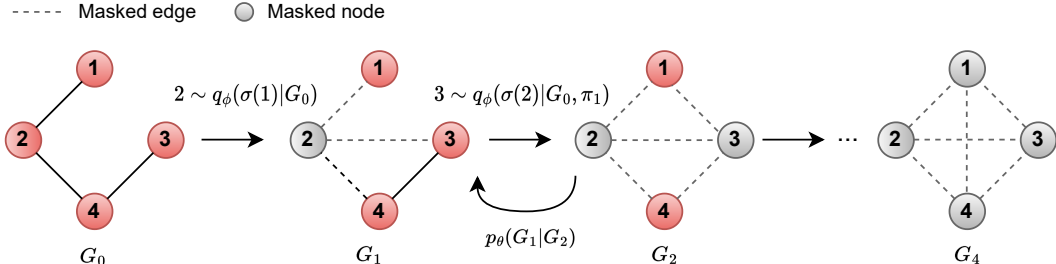 Masked edge Masked node
2 ∼ q_ϕ(σ(1)|G_0) 3 ∼ q_ϕ(σ(2)|G_0, π_1)
1 1 1 1
2 3 2 3 2 3 ... 2 3
4 4 4 4
p_θ(G_1|G_2)
G_0 G_1 G_2 G_4